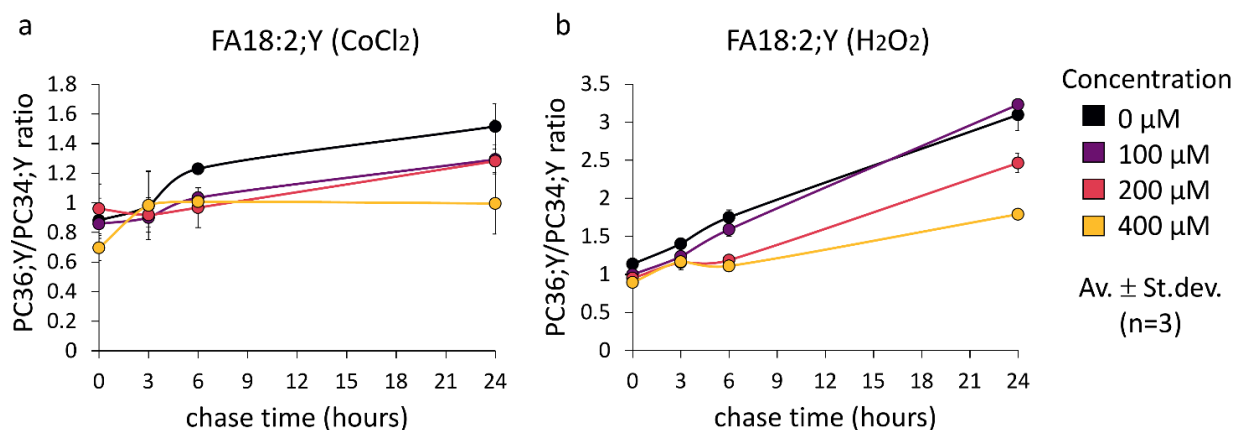 a
FA18:2;Y (CoCl2)
PC36;Y/PC34;Y ratio
1.8
1.6
1.4
1.2
1
0.8
0.6
0.4
0.2
0
0 3 6 9 12 15 18 21 24
chase time (hours)
b
FA18:2;Y (H2O2)
PC36;Y/PC34;Y ratio
3.5
3
2.5
2
1.5
1
0.5
0
0 3 6 9 12 15 18 21 24
chase time (hours)
Concentration
0 µM
100 µM
200 µM
400 µM
Av. ± St.dev.
(n=3)